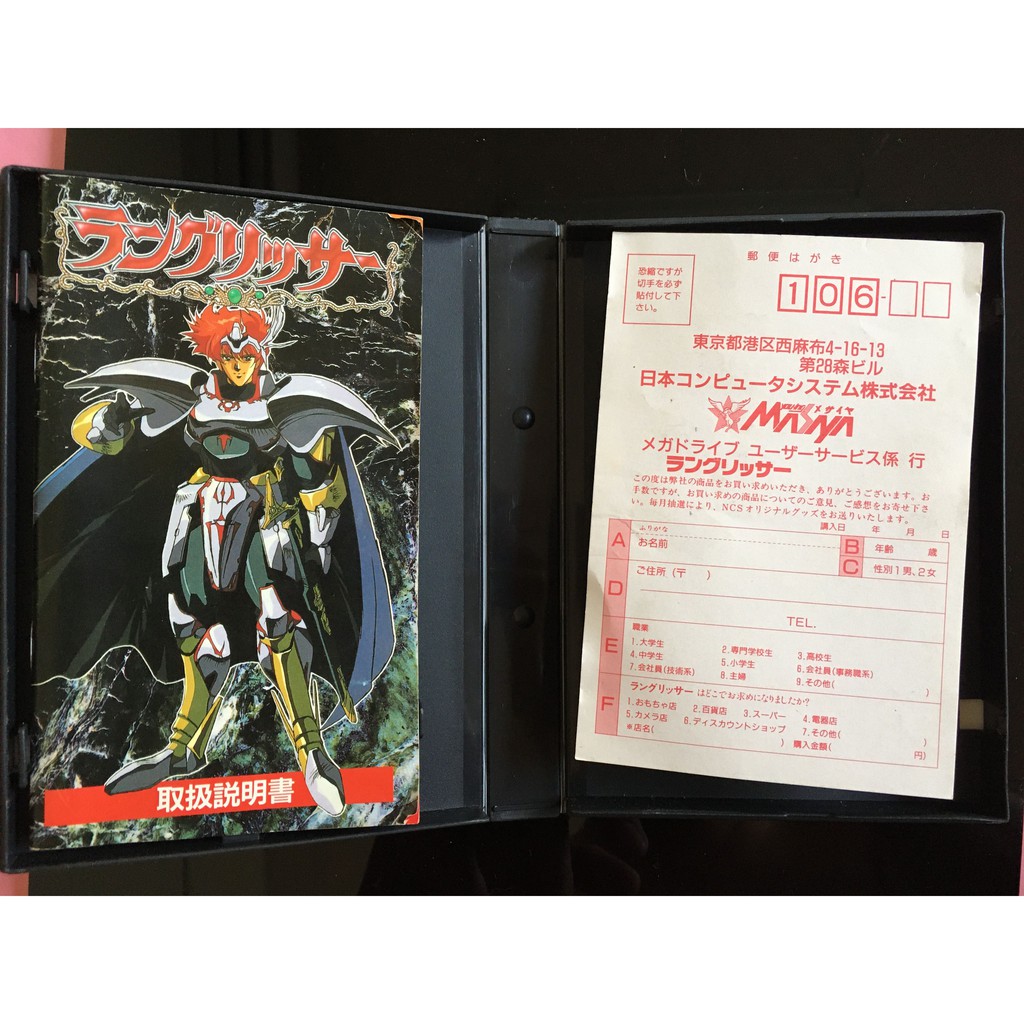 ラングリッサー
取扱説明書
郵便はがき
恐縮ですが
切手を必ず
貼付して下
さい。
106-
東京都港区西麻布4-16-13
第28森ビル
日本コンピュータシステム株式会社
MASAYA メサイヤ
メガドライブ ユーザーサービス係 行
ラングリッサー
この度は弊社の商品をお買い求めいただき、ありがとうございます。お
手数ですが、お買い求めの商品についてのご意見、ご感想をお寄せ下さ
い。毎月抽選により、NCSオリジナルグッズをお送りいたします。
購入日 年 月 日
A ふりがな
お名前
B 年齢 歳
C 性別 1男、2女
D ご住所 (〒 )
TEL.
E 職業
1.大学生 2.専門学校生 3.高校生
4.中学生 5.小学生 6.会社員(事務職系)
7.会社員(技術系) 8.主婦 9.その他( )
F ラングリッサー はどこでお求めになりましたか?
1.おもちゃ店 2.百貨店 3.スーパー 4.電器店
5.カメラ店 6.ディスカウントショップ 7.その他( )
*店名( ) 購入金額( 円)